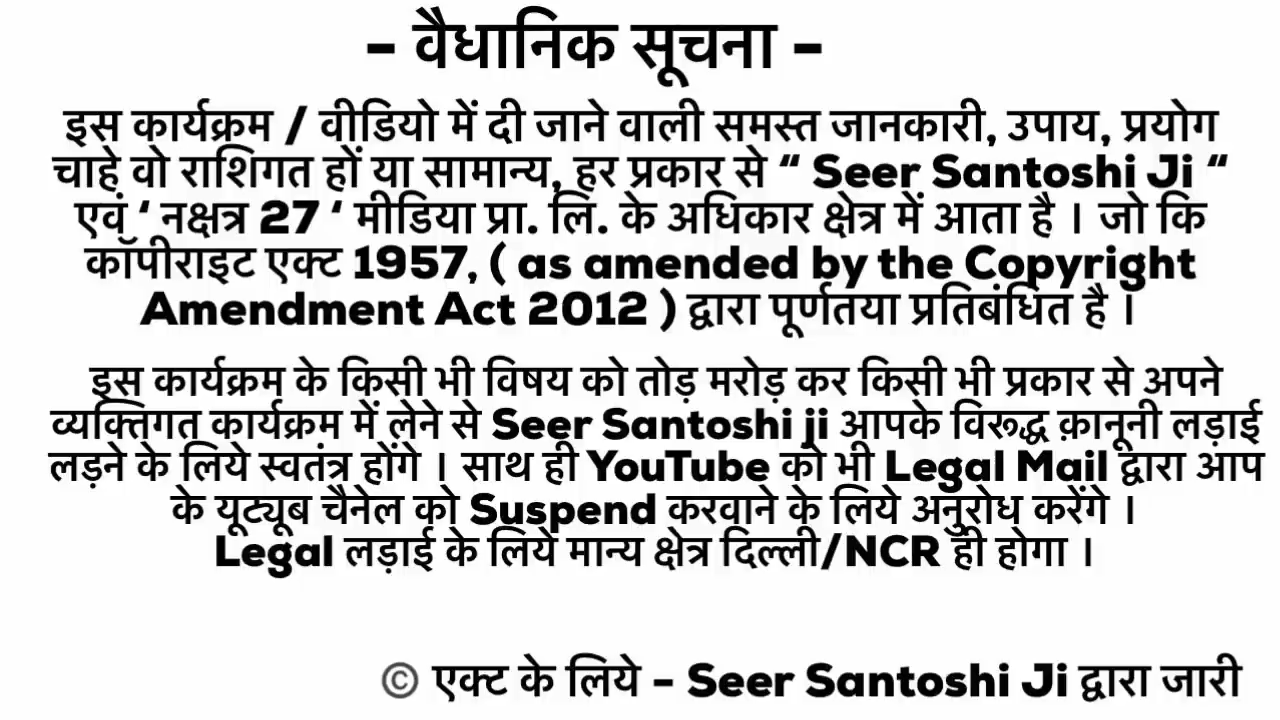 - वैधानिक सूचना -
इस कार्यक्रम / वीडियो में दी जाने वाली समस्त जानकारी, उपाय, प्रयोग
चाहे वो राशिगत हों या सामान्य, हर प्रकार से “ Seer Santoshi Ji “
एवं ‘ नक्षत्र 27 ‘ मीडिया प्रा. लि. के अधिकार क्षेत्र में आता है । जो कि
कॉपीराइट एक्ट 1957, ( as amended by the Copyright
Amendment Act 2012 ) द्वारा पूर्णतया प्रतिबंधित है ।
इस कार्यक्रम के किसी भी विषय को तोड़ मरोड़ कर किसी भी प्रकार से अपने
व्यक्तिगत कार्यक्रम में लेने से Seer Santoshi ji आपके विरूद्ध क़ानूनी लड़ाई
लड़ने के लिये स्वतंत्र होंगे । साथ ही YouTube को भी Legal Mail द्वारा आप
के यूट्यूब चैनेल को Suspend करवाने के लिये अनुरोध करेंगे ।
Legal लड़ाई के लिये मान्य क्षेत्र दिल्ली/NCR ही होगा ।
© एक्ट के लिये - Seer Santoshi Ji द्वारा जारी